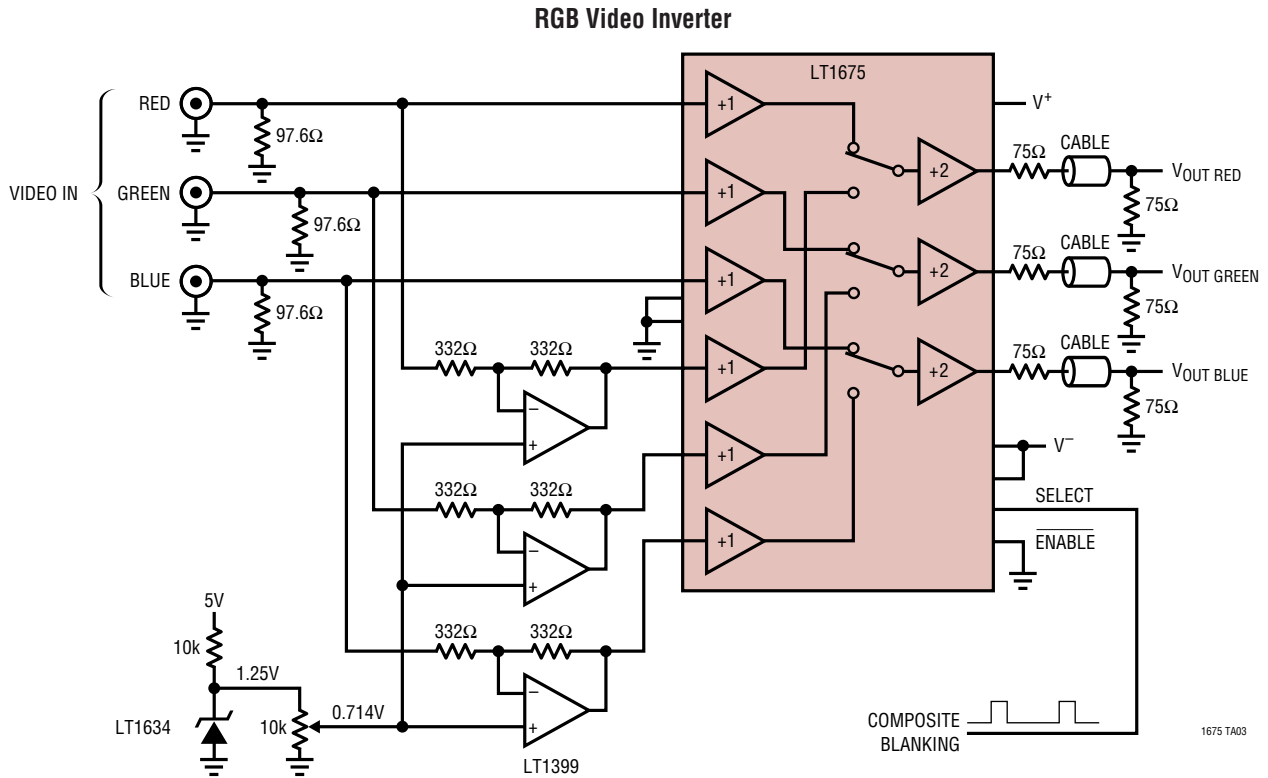 RGB Video Inverter
LT1675
RED
97.6Ω
+1
V+
VIDEO IN
GREEN
97.6Ω
+1
+2
75Ω
CABLE
VOUT RED
75Ω
BLUE
97.6Ω
+1
+2
75Ω
CABLE
VOUT GREEN
75Ω
332Ω
332Ω
+1
+2
75Ω
CABLE
VOUT BLUE
75Ω
–
+
+1
V–
332Ω
332Ω
SELECT
–
+
+1
ENABLE
5V
10k
332Ω
332Ω
1.25V
LT1634
10k
0.714V
–
+
LT1399
COMPOSITE
BLANKING
1675 TA03